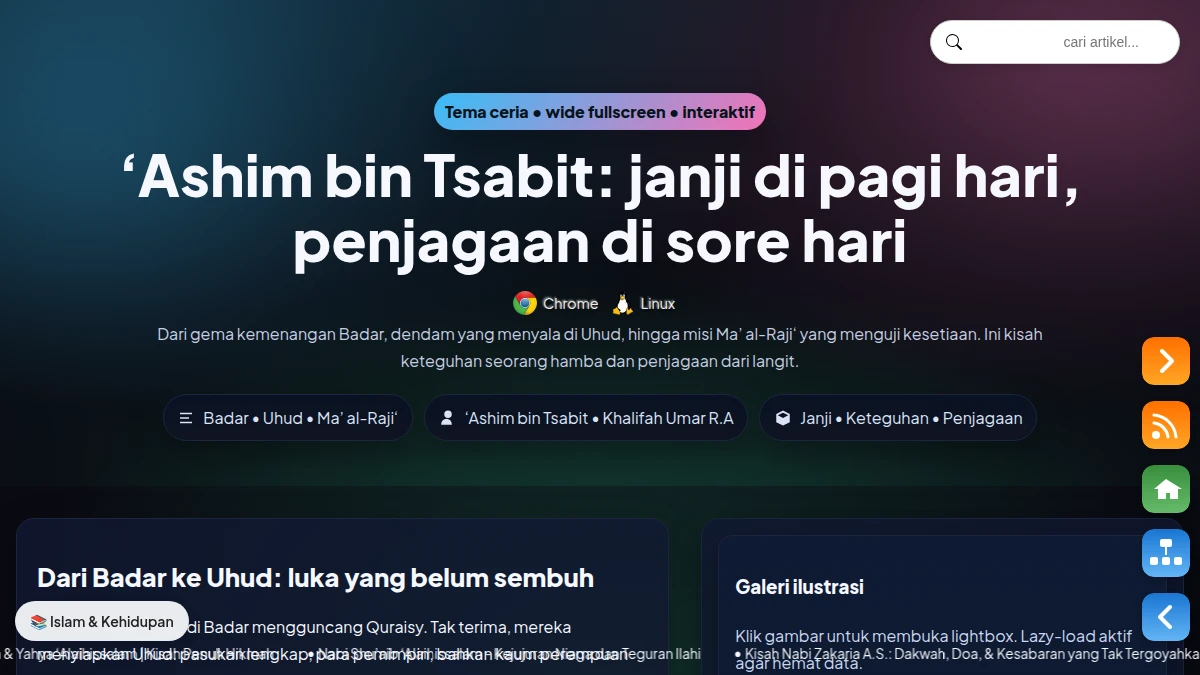 cari artikel...
Tema ceria • wide fullscreen • interaktif
‘Ashim bin Tsabit: janji di pagi hari,
penjagaan di sore hari
Chrome Linux
Dari gema kemenangan Badar, dendam yang menyala di Uhud, hingga misi Ma’ al-Raji‘ yang menguji kesetiaan. Ini kisah
keteguhan seorang hamba dan penjagaan dari langit.
Badar • Uhud • Ma’ al-Raji‘
‘Ashim bin Tsabit • Khalifah Umar R.A
Janji • Keteguhan • Penjagaan
Dari Badar ke Uhud: luka yang belum sembuh
di Badar mengguncang Quraisy. Tak terima, mereka
menyiapkan Uhud: pasukan lengkap, para pemimpin, bahkan kaum perempuan
Galeri ilustrasi
Klik gambar untuk membuka lightbox. Lazy-load aktif
agar hemat data.
📚 Islam & Kehidupan
Teguran Ilahi
• Kisah Nabi Zakaria A.S.: Dakwah, Doa, & Kesabaran yang Tak Tergoyahka